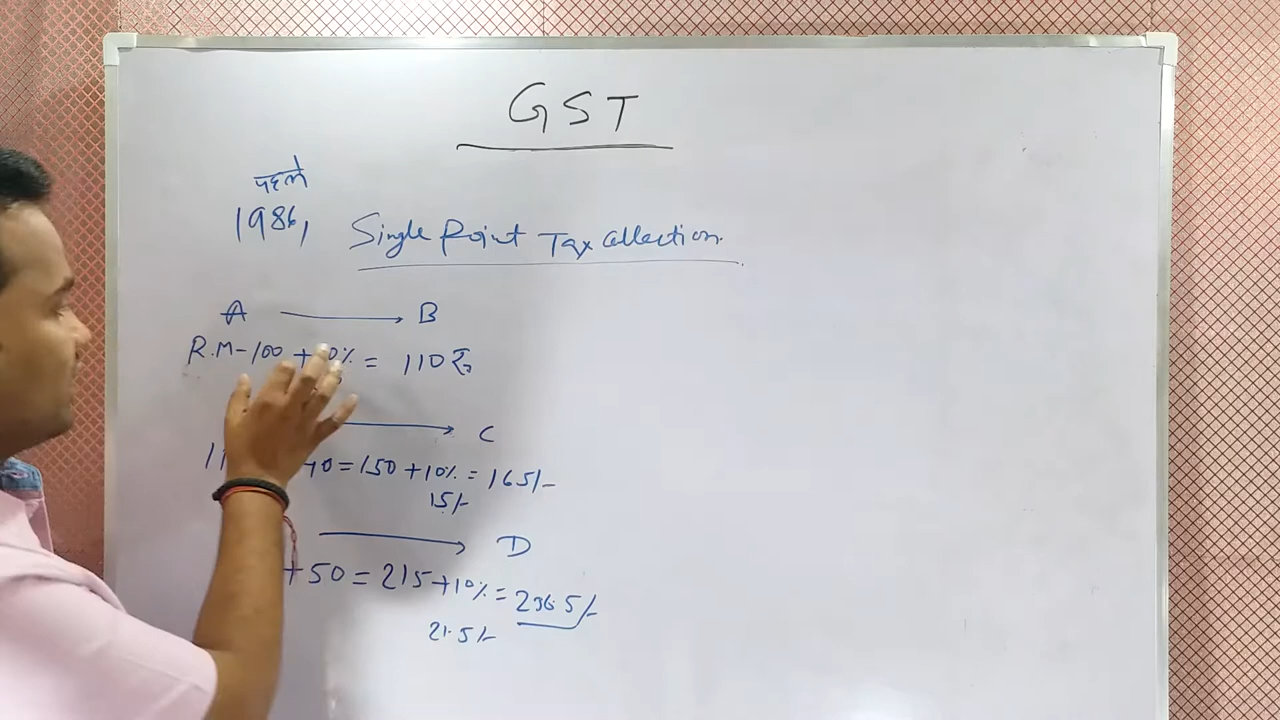 GST
पहले
1986,
Single Point Tax Collection.
A → B
R.M-100 + % = 110 रु
→ C
= 150 + 10% = 165/-
15/-
→ D
+ 50 = 215 + 10% = 236.5/-
21.5/-